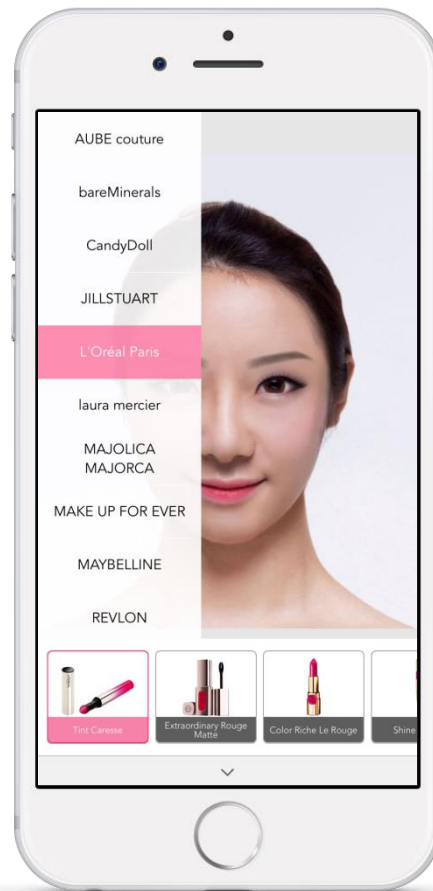 AUBE couture
bareMinerals
CandyDoll
JILLSTUART
L'Oréal Paris
laura mercier
MAJOLICA
MAJORCA
MAKE UP FOR EVER
MAYBELLINE
REVLON
Tint Caresse
Extraordinary Rouge
Matte
Color Riche Le Rouge
Shine